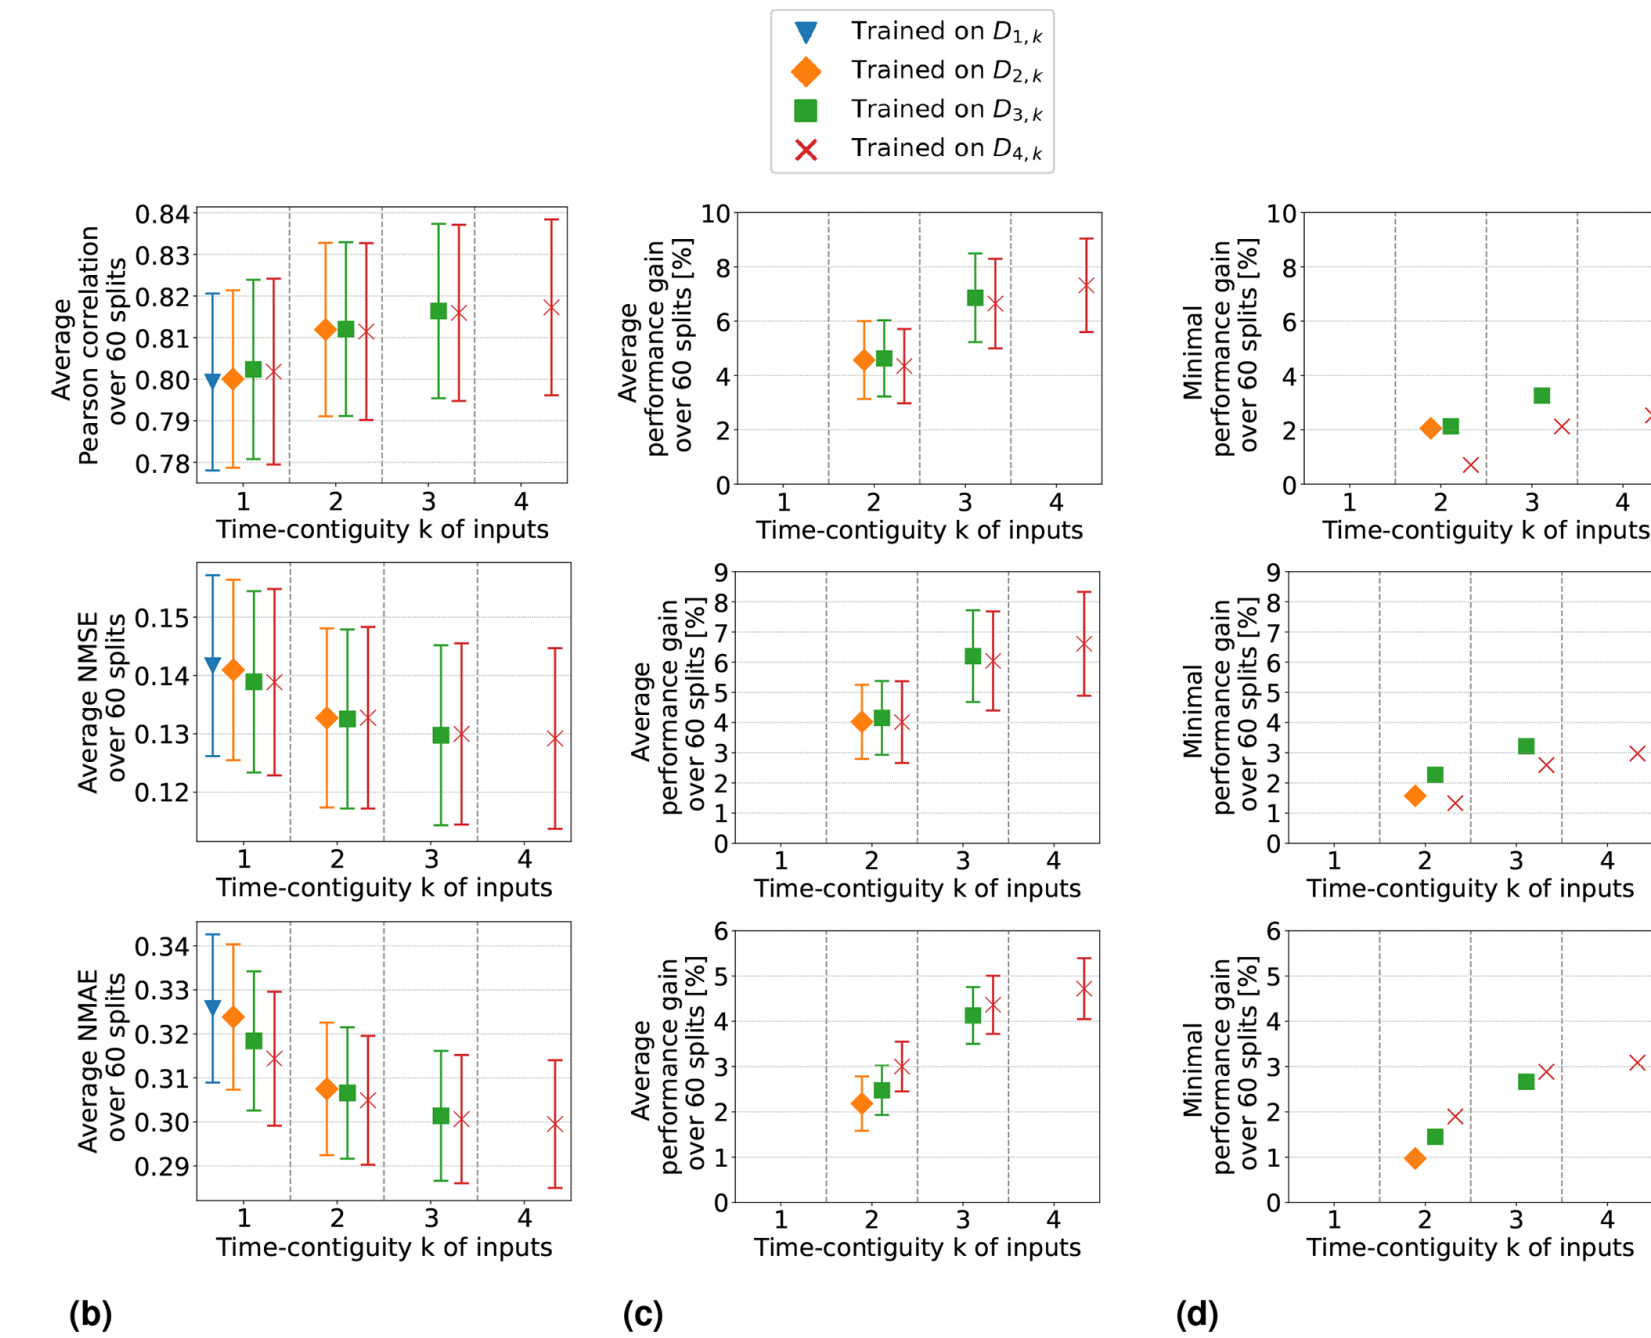 Trained on D1,k
Trained on D2,k
Trained on D3,k
Trained on D4,k
Average
Pearson correlation
over 60 splits
0.84
0.83
0.82
0.81
0.80
0.79
0.78
1 2 3 4
Time-contiguity k of inputs
Average
performance gain
over 60 splits [%]
10
8
6
4
2
0
1 2 3 4
Time-contiguity k of inputs
Minimal
performance gain
over 60 splits [%]
10
8
6
4
2
0
1 2 3 4
Time-contiguity k of inputs
Average NMSE
over 60 splits
0.15
0.14
0.13
0.12
1 2 3 4
Time-contiguity k of inputs
Average
performance gain
over 60 splits [%]
9
8
7
6
5
4
3
2
1
0
1 2 3 4
Time-contiguity k of inputs
Minimal
performance gain
over 60 splits [%]
9
8
7
6
5
4
3
2
1
0
1 2 3 4
Time-contiguity k of inputs
Average NMAE
over 60 splits
0.34
0.33
0.32
0.31
0.30
0.29
1 2 3 4
Time-contiguity k of inputs
Average
performance gain
over 60 splits [%]
6
5
4
3
2
1
0
1 2 3 4
Time-contiguity k of inputs
Minimal
performance gain
over 60 splits [%]
6
5
4
3
2
1
0
1 2 3 4
Time-contiguity k of inputs
(b) (c) (d)